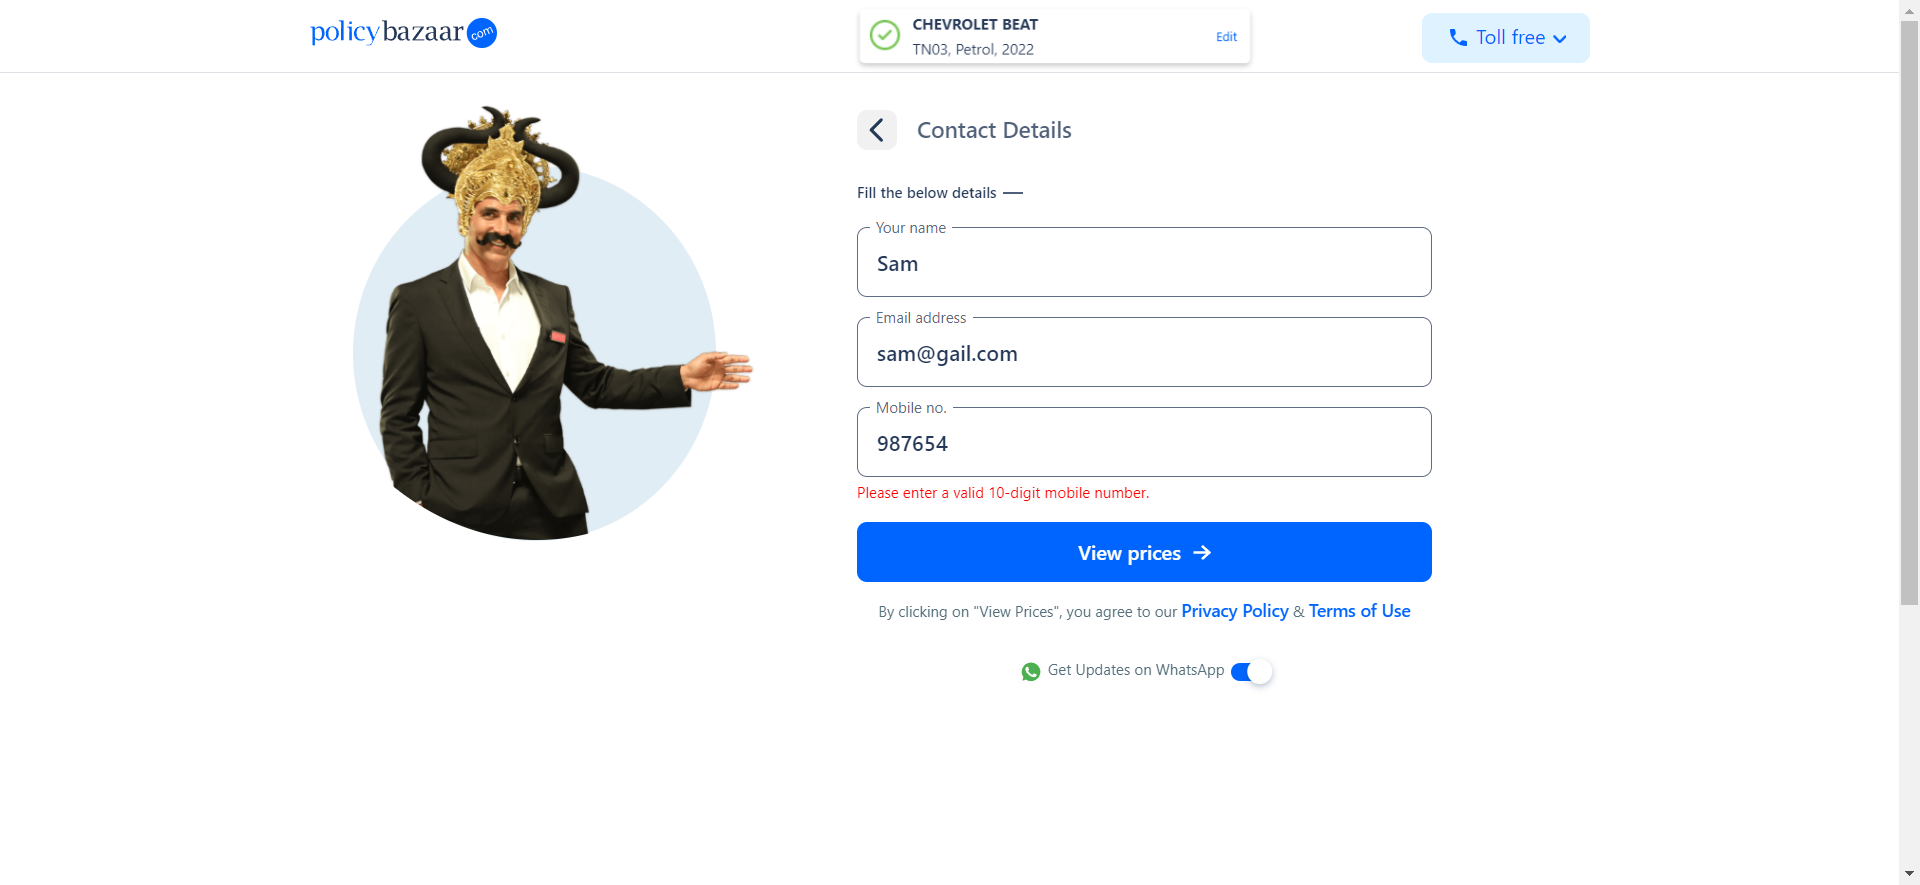 policybazaar com
CHEVROLET BEAT
TN03, Petrol, 2022
Edit
Toll free
Contact Details
Fill the below details
Your name
Sam
Email address
sam@gail.com
Mobile no.
987654
Please enter a valid 10-digit mobile number.
View prices
By clicking on "View Prices", you agree to our Privacy Policy & Terms of Use
Get Updates on WhatsApp